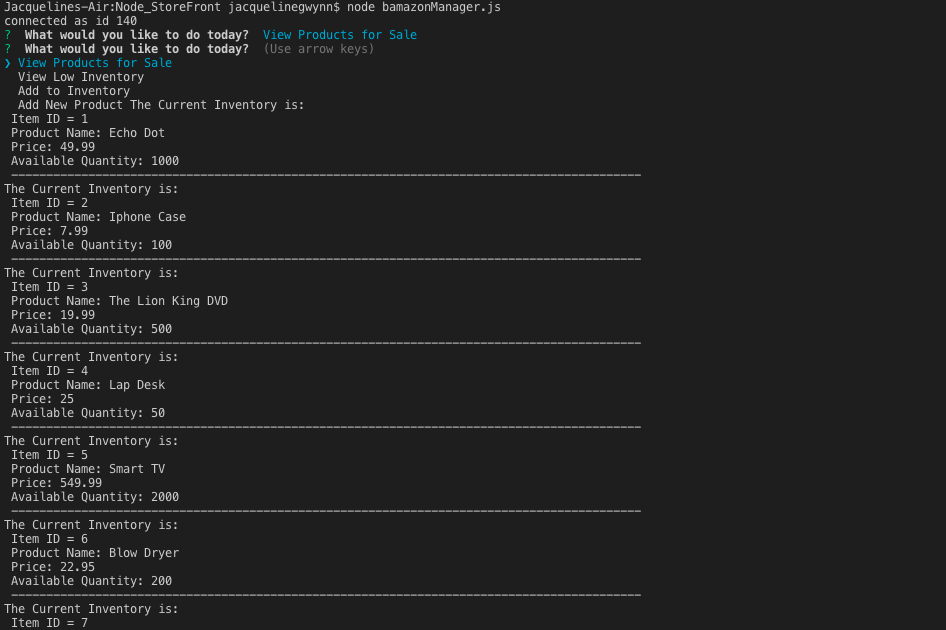 Jacquelines-Air:Node_StoreFront jacquelinegwynn$ node bamazonManager.js
connected as id 140
? What would you like to do today? View Products for Sale
? What would you like to do today? (Use arrow keys)
❯ View Products for Sale
View Low Inventory
Add to Inventory
Add New Product The Current Inventory is:
Item ID = 1
Product Name: Echo Dot
Price: 49.99
Available Quantity: 1000
------------------------------------------------------------------------------------------
The Current Inventory is:
Item ID = 2
Product Name: Iphone Case
Price: 7.99
Available Quantity: 100
------------------------------------------------------------------------------------------
The Current Inventory is:
Item ID = 3
Product Name: The Lion King DVD
Price: 19.99
Available Quantity: 500
------------------------------------------------------------------------------------------
The Current Inventory is:
Item ID = 4
Product Name: Lap Desk
Price: 25
Available Quantity: 50
------------------------------------------------------------------------------------------
The Current Inventory is:
Item ID = 5
Product Name: Smart TV
Price: 549.99
Available Quantity: 2000
------------------------------------------------------------------------------------------
The Current Inventory is:
Item ID = 6
Product Name: Blow Dryer
Price: 22.95
Available Quantity: 200
------------------------------------------------------------------------------------------
The Current Inventory is:
Item ID = 7